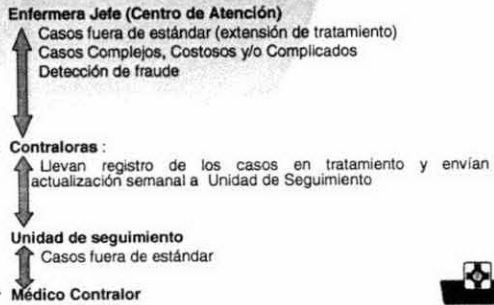 Enfermera Jefe (Centro de Atención)
Casos fuera de estándar (extensión de tratamiento)
Casos Complejos, Costosos y/o Complicados
Detección de fraude
Contraloras :
Llevan registro de los casos en tratamiento y envían
actualización semanal a Unidad de Seguimiento
Unidad de seguimiento
Casos fuera de estándar
Médico Contralor